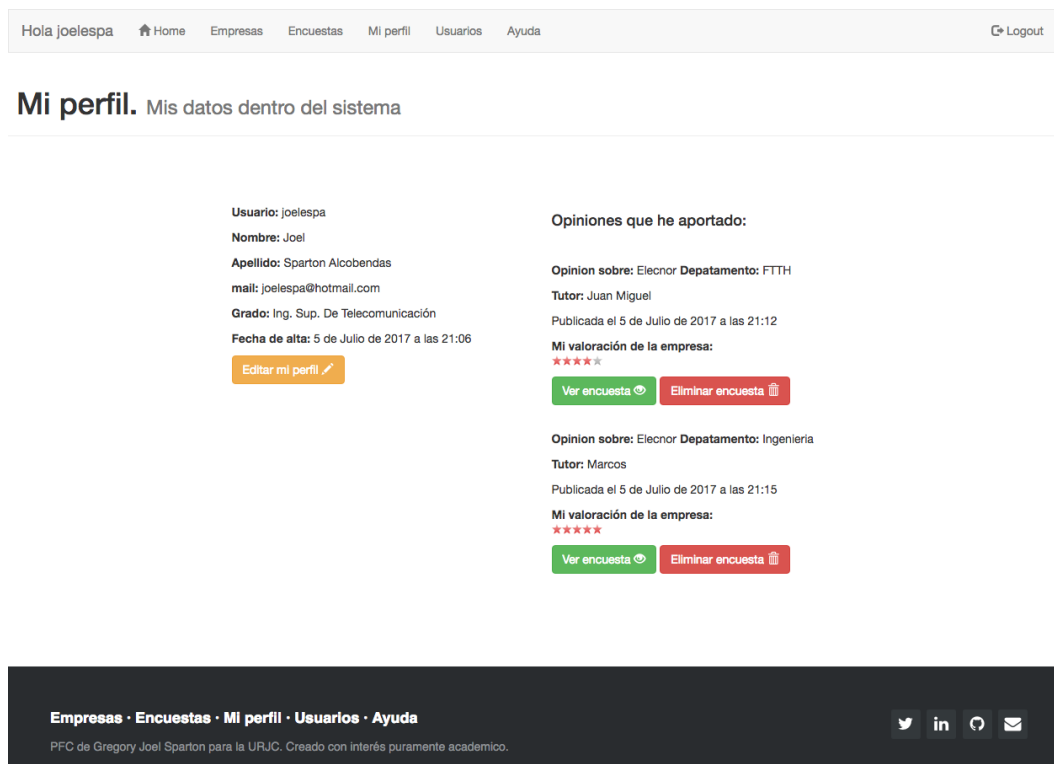 Hola joelespa Home Empresas Encuestas Mi perfil Usuarios Ayuda Logout
Mi perfil. Mis datos dentro del sistema
Usuario: joelespa
Nombre: Joel
Apellido: Sparton Alcobendas
mail: joelespa@hotmail.com
Grado: Ing. Sup. De Telecomunicación
Fecha de alta: 5 de Julio de 2017 a las 21:06
Editar mi perfil
Opiniones que he aportado:
Opinion sobre: Elecnor Depatamento: FTTH
Tutor: Juan Miguel
Publicada el 5 de Julio de 2017 a las 21:12
Mi valoración de la empresa:
Ver encuesta Eliminar encuesta
Opinion sobre: Elecnor Depatamento: Ingenieria
Tutor: Marcos
Publicada el 5 de Julio de 2017 a las 21:15
Mi valoración de la empresa:
Ver encuesta Eliminar encuesta
Empresas · Encuestas · Mi perfil · Usuarios · Ayuda
PFC de Gregory Joel Sparton para la URJC. Creado con interés puramente academico.